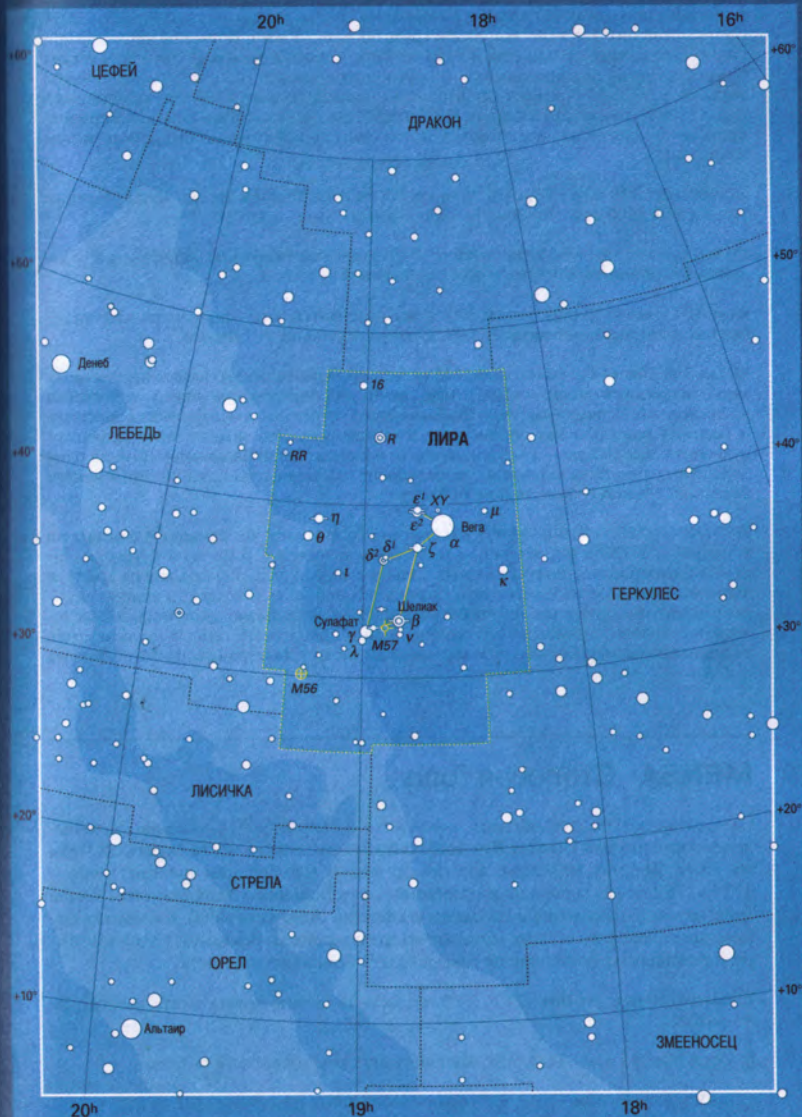 20h 18h 16h
+60° +60°
ЦЕФЕЙ
ДРАКОН
+50° +50°
Денеб
16
ЛЕБЕДЬ
R ЛИРА
RR
+40° +40°
ε¹ XY
μ
η ε² Вега
θ α
δ² δ¹ ζ
ι κ
ГЕРКУЛЕС
Шелиак
Сулафат β
+30° γ M57 ν +30°
λ
M56
ЛИСИЧКА
+20° +20°
СТРЕЛА
ОРЕЛ
+10° +10°
Альтаир
ЗМЕЕНОСЕЦ
20h 19h 18h